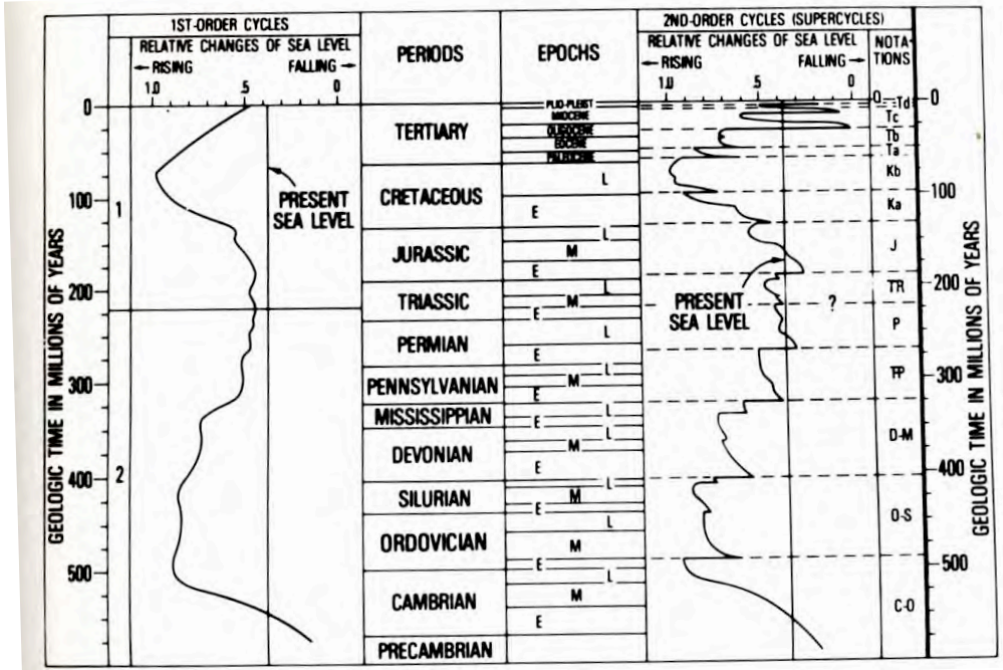 1ST-ORDER CYCLES
RELATIVE CHANGES OF SEA LEVEL
←RISING FALLING→
1.0 .5 0
PERIODS
EPOCHS
2ND-ORDER CYCLES (SUPERCYCLES)
RELATIVE CHANGES OF SEA LEVEL
←RISING FALLING→
1.0 .5 0
NOTA-
TIONS
GEOLOGIC TIME IN MILLIONS OF YEARS
0
100
200
300
400
500
1
2
PRESENT
SEA LEVEL
TERTIARY
CRETACEOUS
JURASSIC
TRIASSIC
PERMIAN
PENNSYLVANIAN
MISSISSIPPIAN
DEVONIAN
SILURIAN
ORDOVICIAN
CAMBRIAN
PRECAMBRIAN
PLIO-PLEIST
MIOCENE
OLIGOCENE
EOCENE
PALEOCENE
L
E
L
M
E
L
M
E
L
E
L
M
E
L
E
L
M
E
L
M
E
L
M
E
L
M
E
PRESENT
SEA LEVEL
?
Td
Tc
Tb
Ta
Kb
Ka
J
TR
P
D-M
O-S
C-O
0
100
200
300
400
500
GEOLOGIC TIME IN MILLIONS OF YEARS